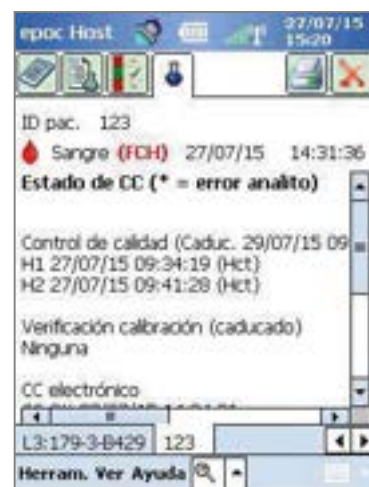 epoc Host 27/07/15
15:20
ID pac. 123
Sangre (FCH) 27/07/15 14:31:36
Estado de CC (* = error analito)
Control de calidad (Caduc. 29/07/15 09
H1 27/07/15 09:34:19 (Hct)
H2 27/07/15 09:41:28 (Hct)
Verificación calibración (caducado)
Ninguna
CC electrónico
L3:179-3-B429 123
Herram. Ver Ayuda